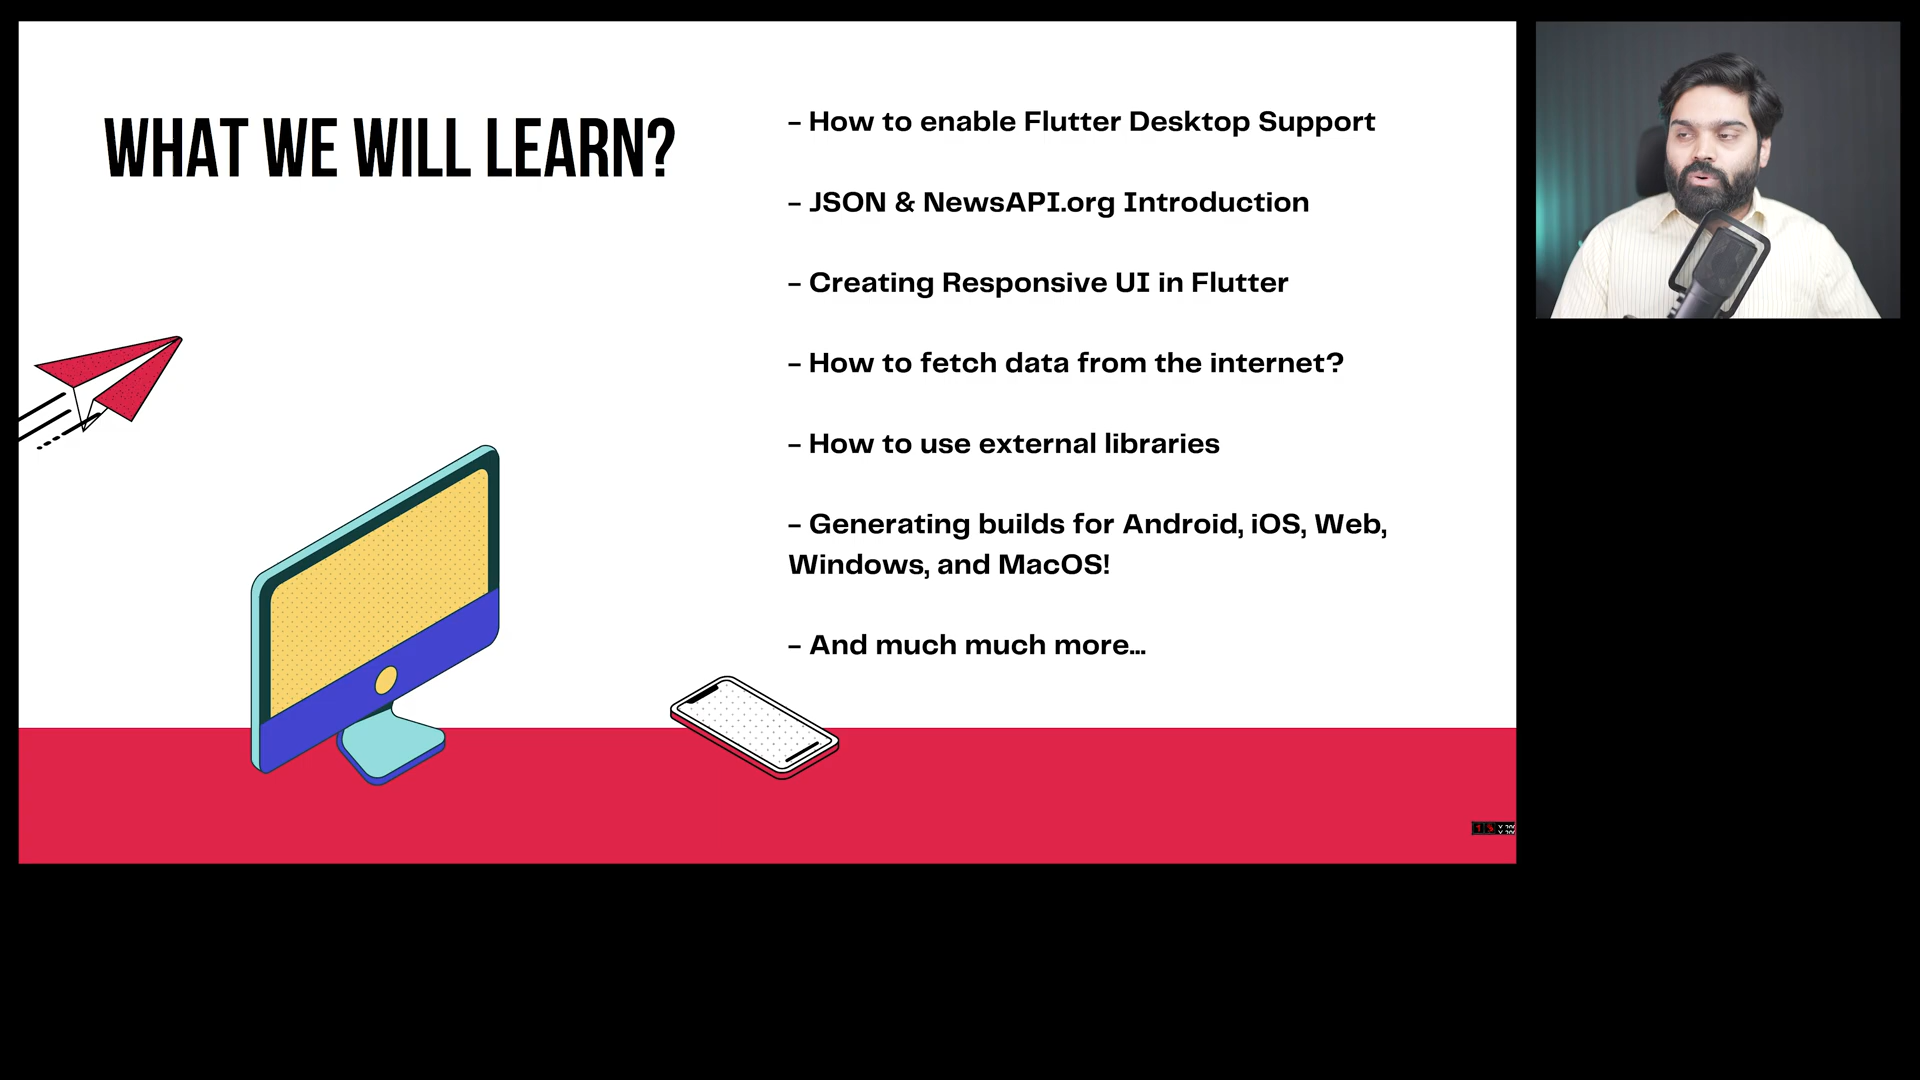 WHAT WE WILL LEARN?
- How to enable Flutter Desktop Support
- JSON & NewsAPI.org Introduction
- Creating Responsive UI in Flutter
- How to fetch data from the internet?
- How to use external libraries
- Generating builds for Android, iOS, Web,
Windows, and MacOS!
- And much much more...